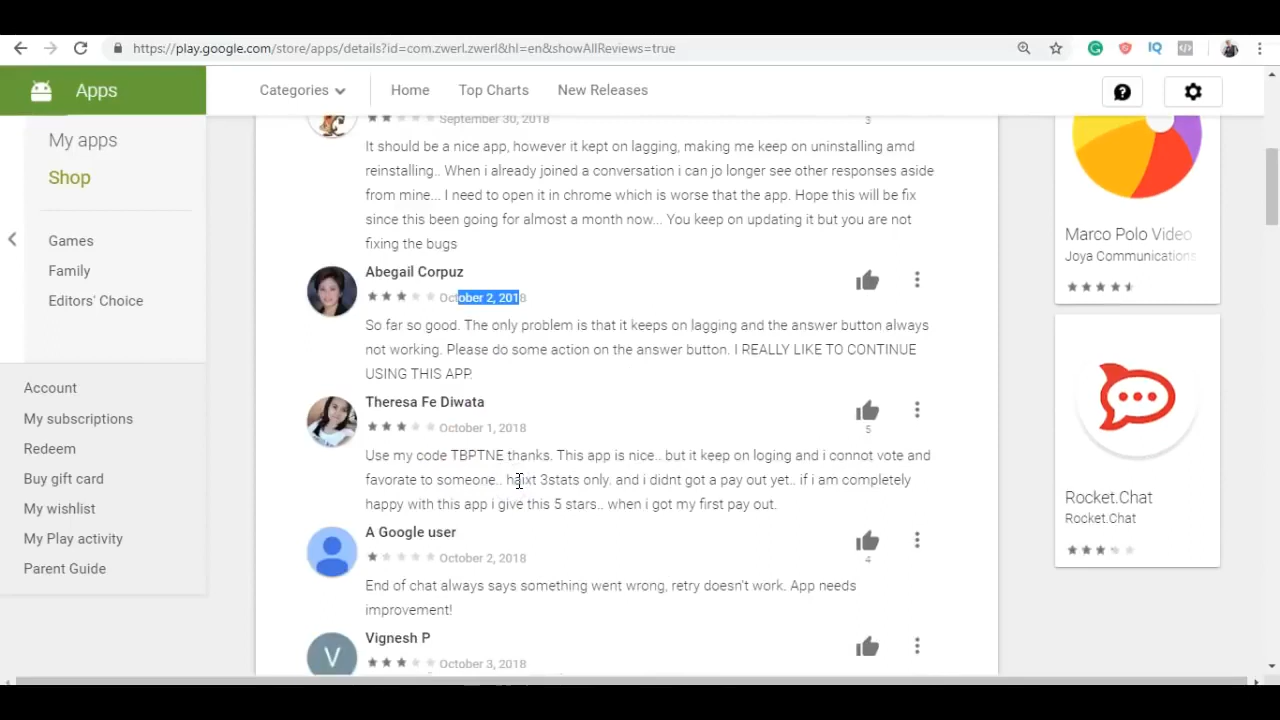 https://play.google.com/store/apps/details?id=com.zwerl.zwerl&hl=en&showAllReviews=true
Apps
Categories
Home
Top Charts
New Releases
My apps
Shop
Games
Family
Editors' Choice
Account
My subscriptions
Redeem
Buy gift card
My wishlist
My Play activity
Parent Guide
September 30, 2018
3
It should be a nice app, however it kept on lagging, making me keep on uninstalling amd
reinstalling.. When i already joined a conversation i can jo longer see other responses aside
from mine... I need to open it in chrome which is worse that the app. Hope this will be fix
since this been going for almost a month now... You keep on updating it but you are not
fixing the bugs
Abegail Corpuz
October 2, 2018
So far so good. The only problem is that it keeps on lagging and the answer button always
not working. Please do some action on the answer button. I REALLY LIKE TO CONTINUE
USING THIS APP.
Theresa Fe Diwata
October 1, 2018
5
Use my code TBPTNE thanks. This app is nice.. but it keep on loging and i connot vote and
favorate to someone.. 3stats only. and i didnt got a pay out yet.. if i am completely
happy with this app i give this 5 stars.. when i got my first pay out.
A Google user
October 2, 2018
4
End of chat always says something went wrong, retry doesn't work. App needs
improvement!
Vignesh P
V
October 3, 2018
Marco Polo Video
Joya Communications
Rocket.Chat
Rocket.Chat
IQ